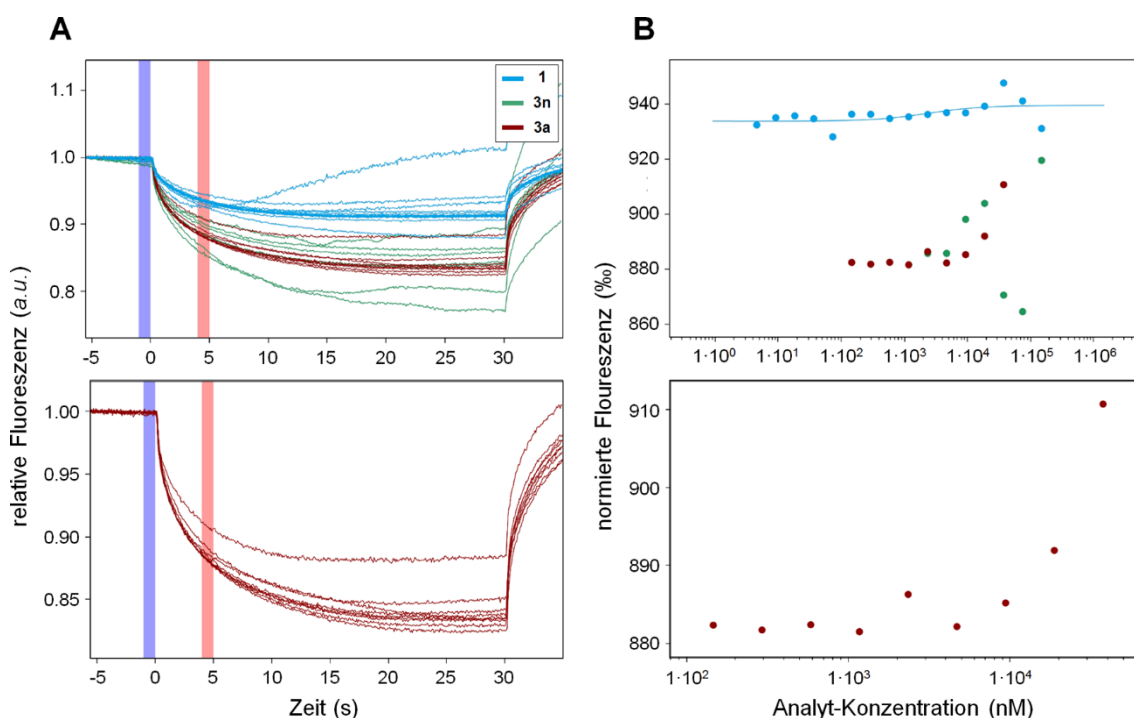 A
B
relative Fluoreszenz (a.u.)
1.1
1.0
0.9
0.8
1
3n
3a
-5 0 5 10 15 20 25 30
1.00
0.95
0.90
0.85
-5 0 5 10 15 20 25 30
Zeit (s)
normierte Floureszenz (‰)
940
920
900
880
860
1·10⁰ 1·10¹ 1·10² 1·10³ 1·10⁴ 1·10⁵ 1·10⁶
910
900
890
880
1·10² 1·10³ 1·10⁴
Analyt-Konzentration (nM)